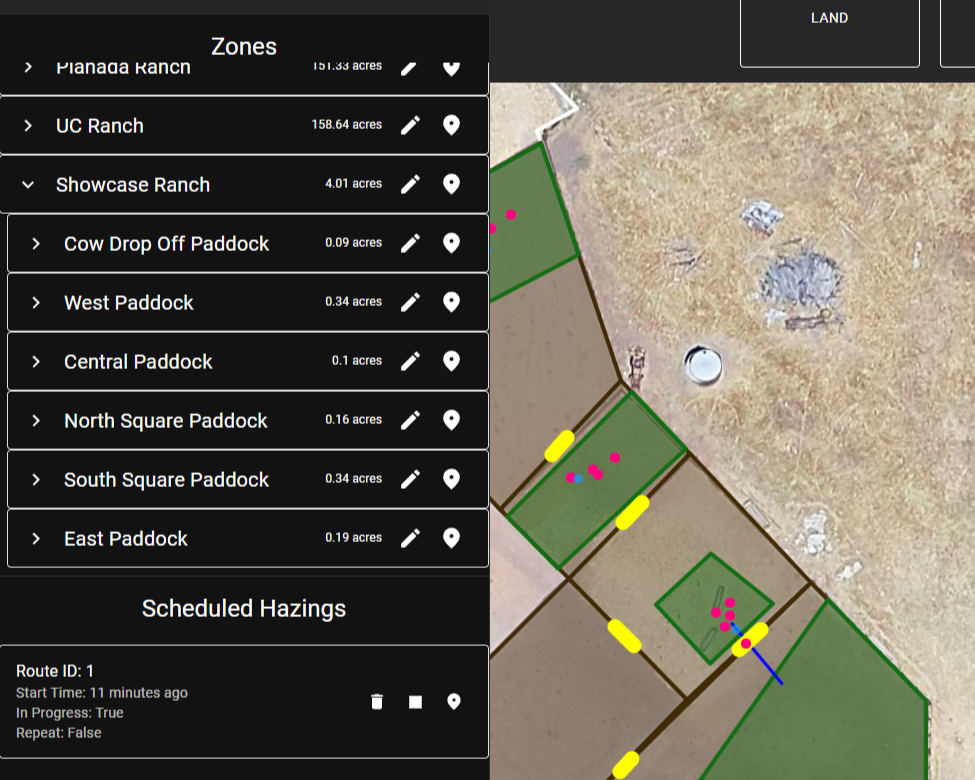 LAND
Zones
Planada Ranch 151.33 acres
UC Ranch 158.64 acres
Showcase Ranch 4.01 acres
Cow Drop Off Paddock 0.09 acres
West Paddock 0.34 acres
Central Paddock 0.1 acres
North Square Paddock 0.16 acres
South Square Paddock 0.34 acres
East Paddock 0.19 acres
Scheduled Hazings
Route ID: 1
Start Time: 11 minutes ago
In Progress: True
Repeat: False